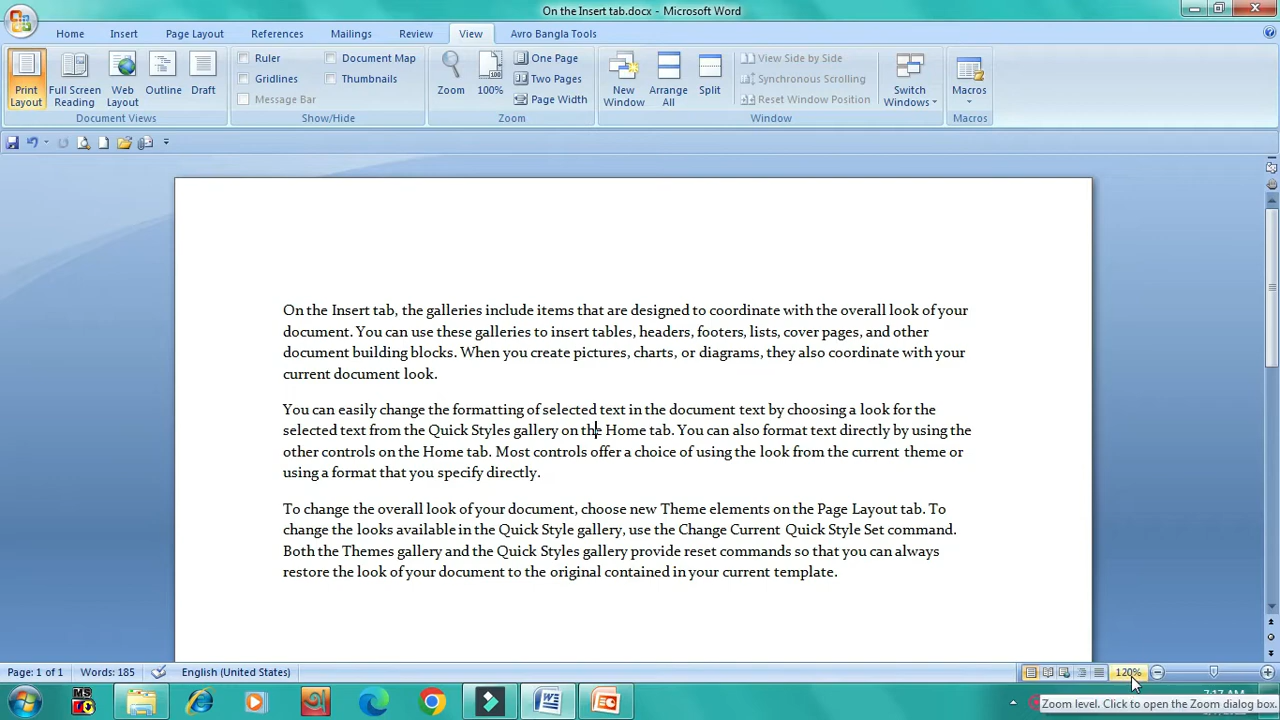 On the Insert tab.docx - Microsoft Word
Home Insert Page Layout References Mailings Review View Avro Bangla Tools
Ruler Document Map One Page View Side by Side
Gridlines Thumbnails Two Pages Synchronous Scrolling
Message Bar Page Width Reset Window Position
Print Layout Full Screen Reading Web Layout Outline Draft Zoom 100% New Window Arrange All Split Switch Windows Macros
Document Views Show/Hide Zoom Window Macros
On the Insert tab, the galleries include items that are designed to coordinate with the overall look of your
document. You can use these galleries to insert tables, headers, footers, lists, cover pages, and other
document building blocks. When you create pictures, charts, or diagrams, they also coordinate with your
current document look.
You can easily change the formatting of selected text in the document text by choosing a look for the
selected text from the Quick Styles gallery on the Home tab. You can also format text directly by using the
other controls on the Home tab. Most controls offer a choice of using the look from the current theme or
using a format that you specify directly.
To change the overall look of your document, choose new Theme elements on the Page Layout tab. To
change the looks available in the Quick Style gallery, use the Change Current Quick Style Set command.
Both the Themes gallery and the Quick Styles gallery provide reset commands so that you can always
restore the look of your document to the original contained in your current template.
Page: 1 of 1 Words: 185 English (United States) 120%
Zoom level. Click to open the Zoom dialog box.